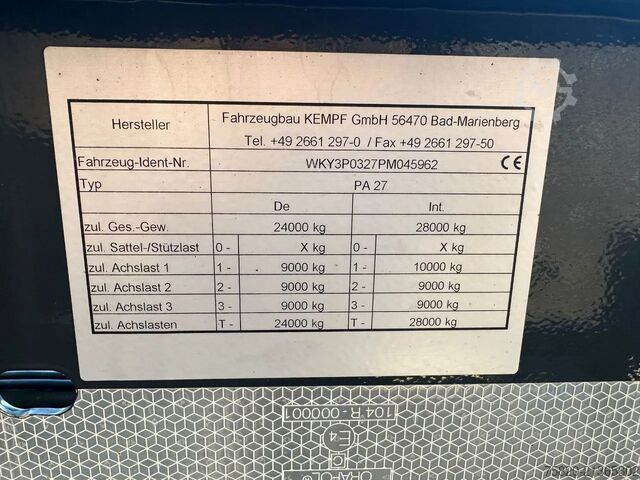 Hersteller Fahrzeugbau KEMPF GmbH 56470 Bad-Marienberg
Tel. +49 2661 297-0 / Fax +49 2661 297-50
Fahrzeug-Ident-Nr. WKY3P0327PM045962 CE
Typ PA 27
De Int.
zul. Ges.-Gew. 24000 kg 28000 kg
zul. Sattel-/Stützlast 0 - X kg 0 - X kg
zul. Achslast 1 1 - 9000 kg 1 - 10000 kg
zul. Achslast 2 2 - 9000 kg 2 - 9000 kg
zul. Achslast 3 3 - 9000 kg 3 - 9000 kg
zul. Achslasten T - 24000 kg T - 28000 kg
104 R - 000001
E4
C
ORAFOL®